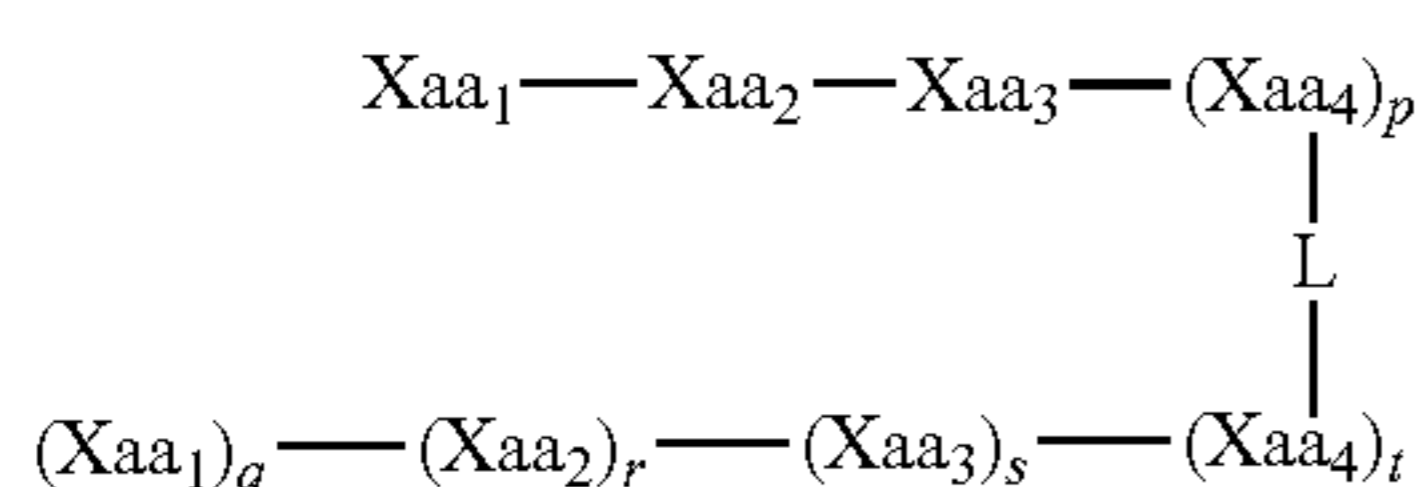 Xaa₁—Xaa₂—Xaa₃—(Xaa₄)ₚ
L
(Xaa₁)q—(Xaa₂)ᵣ—(Xaa₃)ₛ—(Xaa₄)ₜ